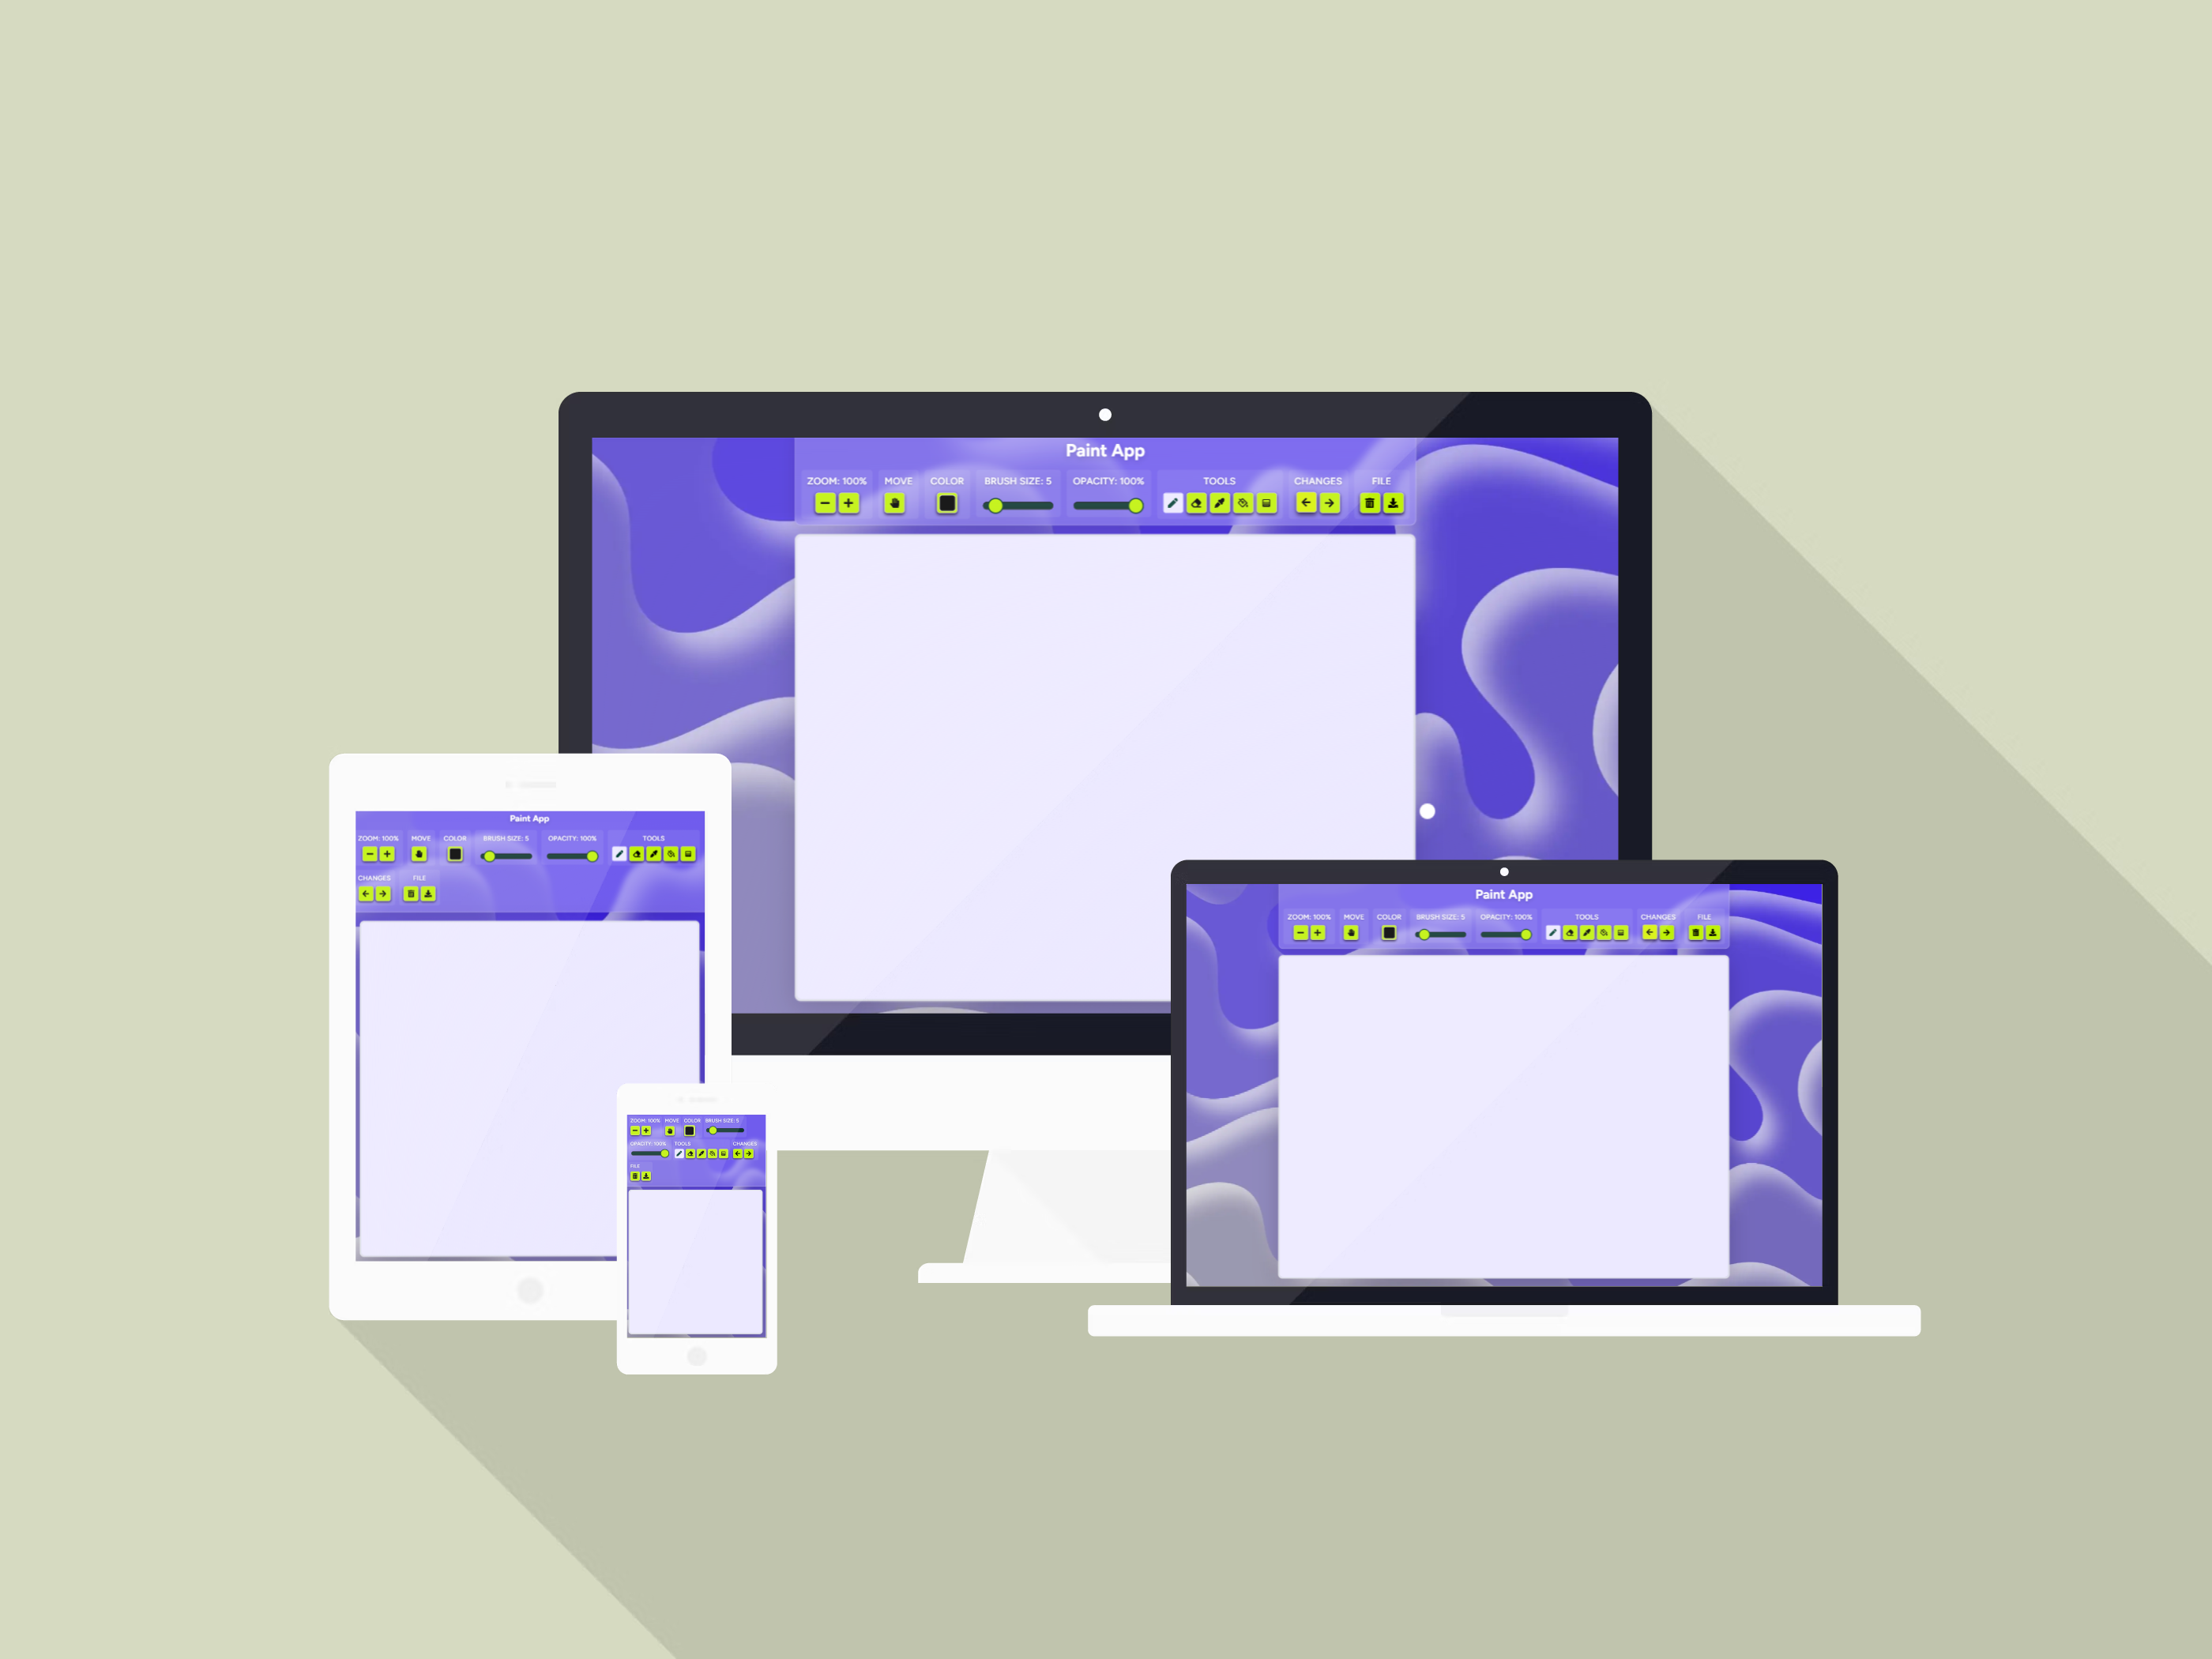 Paint App
ZOOM: 100% MOVE COLOR BRUSH SIZE: 5 OPACITY: 100% TOOLS CHANGES FILE
Paint App
ZOOM: 100% MOVE COLOR BRUSH SIZE: 5 OPACITY: 100% TOOLS
CHANGES FILE
Paint App
ZOOM: 100% MOVE COLOR BRUSH SIZE: 5 OPACITY: 100% TOOLS CHANGES FILE
ZOOM: 100% MOVE COLOR BRUSH SIZE: 5
OPACITY: 100% TOOLS CHANGES
FILE